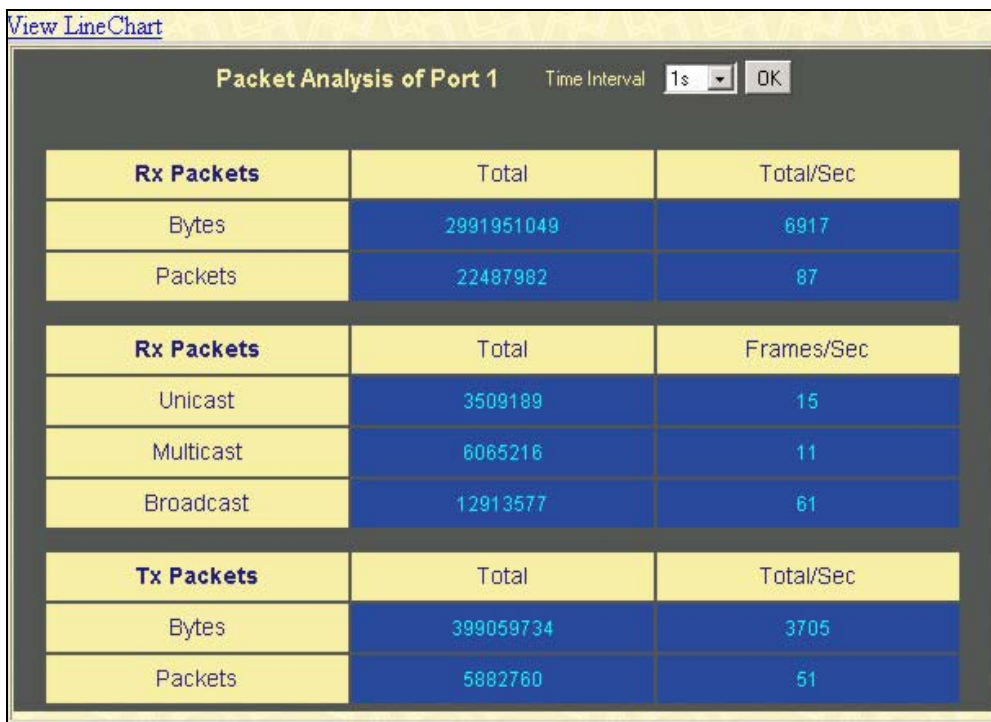 View LineChart
Packet Analysis of Port 1 Time Interval 1s OK
Rx Packets Total Total/Sec
Bytes 2991951049 6917
Packets 22487982 87
Rx Packets Total Frames/Sec
Unicast 3509189 15
Multicast 6065216 11
Broadcast 12913577 61
Tx Packets Total Total/Sec
Bytes 399059734 3705
Packets 5882760 51